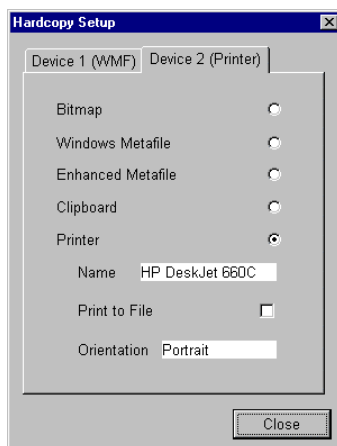 Hardcopy Setup
Device 1 (WMF) Device 2 (Printer)
Bitmap
Windows Metafile
Enhanced Metafile
Clipboard
Printer
Name HP DeskJet 660C
Print to File
Orientation Portrait
Close